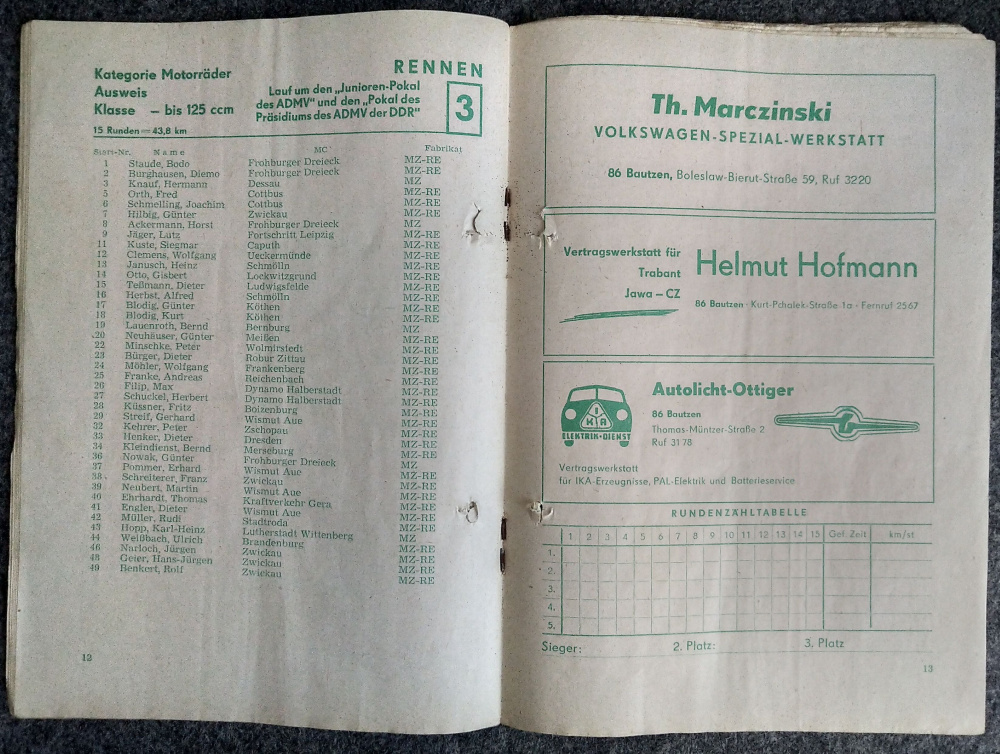 Kategorie Motorräder
Ausweis
Klasse – bis 125 ccm
15 Runden = 43,8 km
RENNEN
Lauf um den „Junioren-Pokal
des ADMV" und den „Pokal des
Präsidiums des ADMV der DDR"
3
Start-Nr. Name MC Fabrikat
1 Staude, Bodo Frohburger Dreieck MZ-RE
2 Burghausen, Diemo Frohburger Dreieck MZ-RE
3 Knauf, Hermann Dessau MZ
5 Orth, Fred Cottbus MZ-RE
6 Schmelling, Joachim Cottbus MZ-RE
7 Hilbig, Günter Zwickau MZ-RE
8 Ackermann, Horst Frohburger Dreieck MZ
9 Jäger, Lutz Fortschritt Leipzig MZ-RE
11 Kuste, Siegmar Caputh MZ-RE
12 Clemens, Wolfgang Ueckermünde MZ-RE
13 Janusch, Heinz Schmölln MZ-RE
14 Otto, Gisbert Lockwitzgrund MZ-RE
15 Teßmann, Dieter Ludwigsfelde MZ-RE
16 Herbst, Alfred Schmölln MZ-RE
17 Blodig, Günter Köthen MZ-RE
18 Blodig, Kurt Köthen MZ-RE
19 Lauenroth, Bernd Bernburg MZ
20 Neuhäuser, Günter Meißen MZ-RE
22 Minschke, Peter Wolmirstedt MZ-RE
23 Bürger, Dieter Robur Zittau MZ-RE
24 Möhler, Wolfgang Frankenberg MZ-RE
25 Franke, Andreas Reichenbach MZ-RE
26 Filip, Max Dynamo Halberstadt MZ-RE
27 Schuckel, Herbert Dynamo Halberstadt MZ-RE
28 Küssner, Fritz Boizenburg MZ-RE
29 Streif, Gerhard Wismut Aue MZ-RE
32 Kehrer, Peter Zschopau MZ-RE
33 Henker, Dieter Dresden MZ-RE
34 Kleindienst, Bernd Merseburg MZ-RE
36 Nowak, Günter Frohburger Dreieck MZ
37 Pommer, Erhard Wismut Aue MZ-RE
38 Schreiterer, Franz Zwickau MZ-RE
39 Neubert, Martin Wismut Aue MZ-RE
40 Ehrhardt, Thomas Kraftverkehr Gera MZ-RE
41 Engler, Dieter Wismut Aue MZ-RE
42 Müller, Rudi Stadtroda MZ-RE
43 Hopp, Karl-Heinz Lutherstadt Wittenberg MZ
44 Weißbach, Ulrich Brandenburg MZ-RE
46 Narloch, Jürgen Zwickau MZ-RE
48 Geier, Hans-Jürgen Zwickau MZ-RE
49 Benkert, Rolf Zwickau MZ-RE
12
Th. Marczinski
VOLKSWAGEN-SPEZIAL-WERKSTATT
86 Bautzen, Boleslaw-Bierut-Straße 59, Ruf 3220
Vertragswerkstatt für
Trabant
Jawa – CZ
Helmut Hofmann
86 Bautzen · Kurt-Pchalek-Straße 1a · Fernruf 2567
IKA
ELEKTRIK-DIENST
Autolicht-Ottiger
86 Bautzen
Thomas-Müntzer-Straße 2
Ruf 3178
Vertragswerkstatt
für IKA-Erzeugnisse, PAL-Elektrik und Batterieservice
RUNDENZÄHLTABELLE
1 2 3 4 5 6 7 8 9 10 11 12 13 14 15 Gef. Zeit km/st
1.
2.
3.
4.
5.
Sieger: 2. Platz: 3. Platz
13